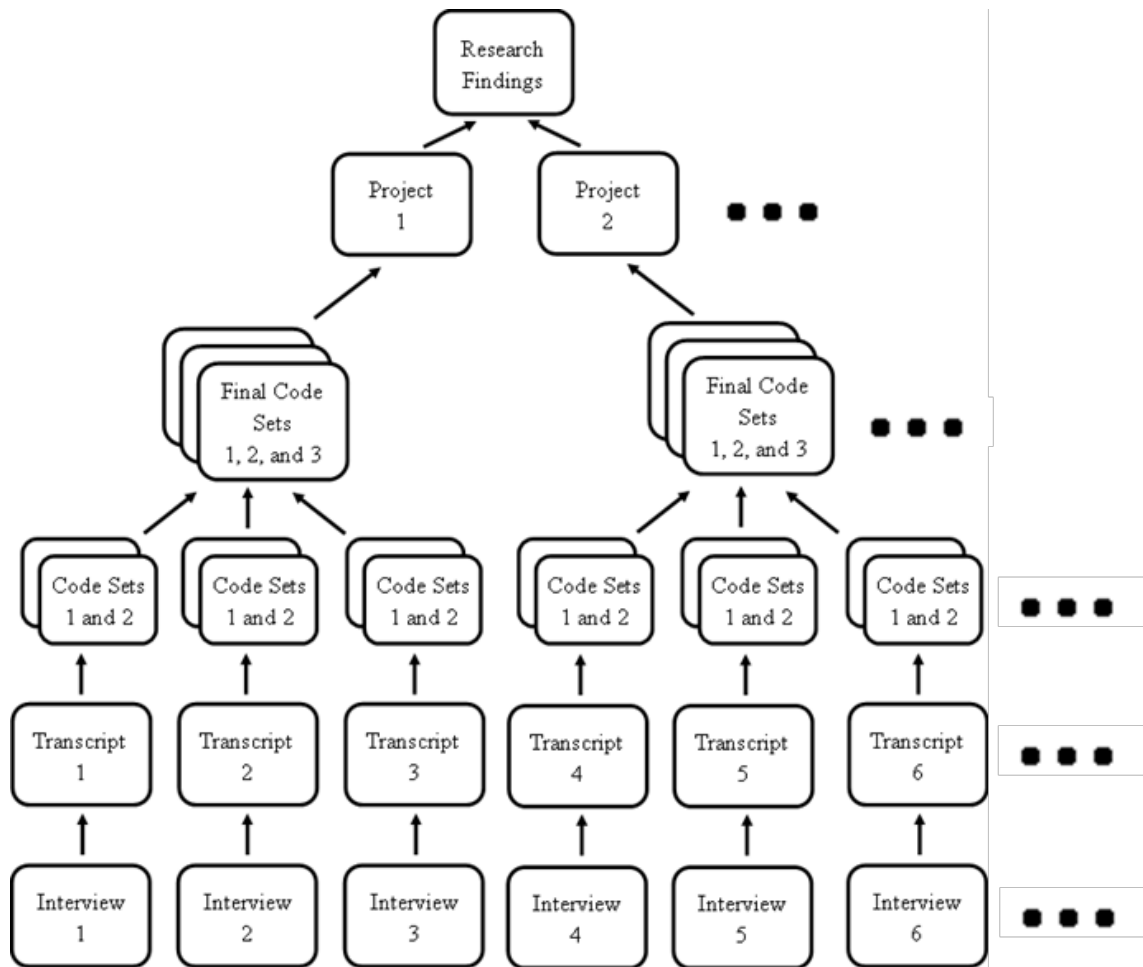 Research
Findings
Project
1
Project
2
Final Code
Sets
1, 2, and 3
Final Code
Sets
1, 2, and 3
Code Sets
1 and 2
Code Sets
1 and 2
Code Sets
1 and 2
Code Sets
1 and 2
Code Sets
1 and 2
Code Sets
1 and 2
Transcript
1
Transcript
2
Transcript
3
Transcript
4
Transcript
5
Transcript
6
Interview
1
Interview
2
Interview
3
Interview
4
Interview
5
Interview
6